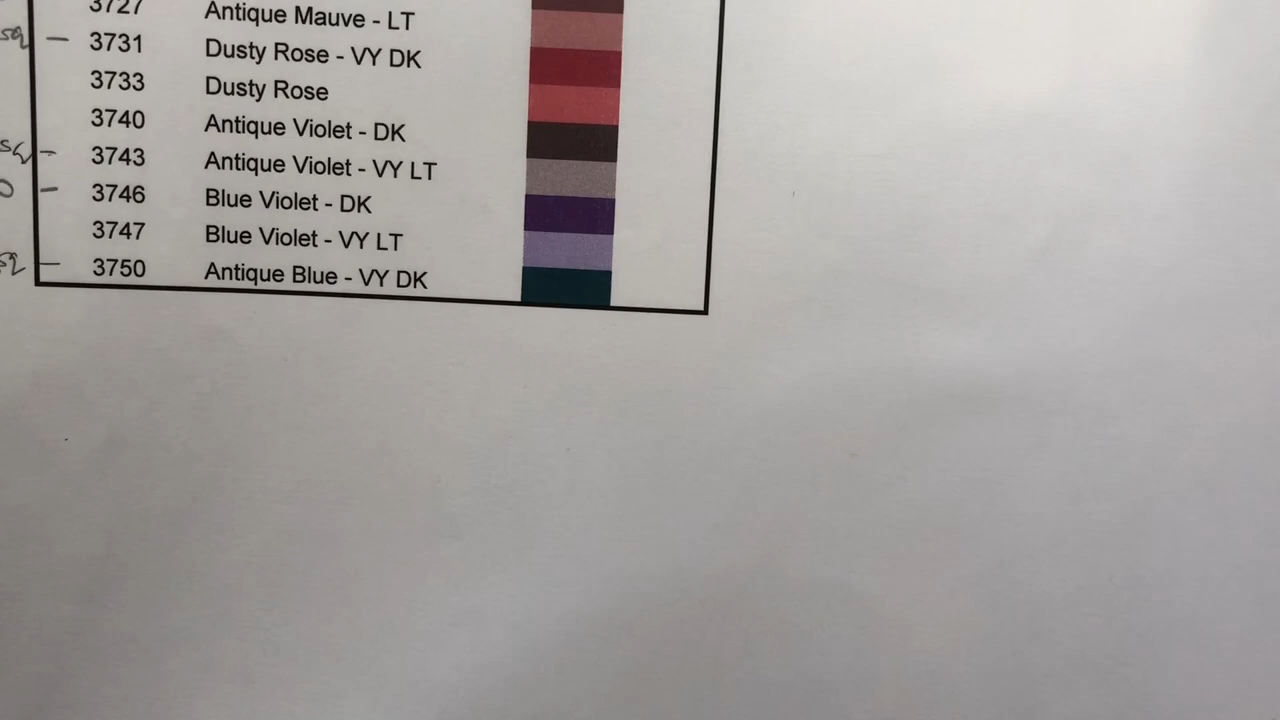 3727 Antique Mauve - LT
3731 Dusty Rose - VY DK
3733 Dusty Rose
3740 Antique Violet - DK
3743 Antique Violet - VY LT
3746 Blue Violet - DK
3747 Blue Violet - VY LT
3750 Antique Blue - VY DK